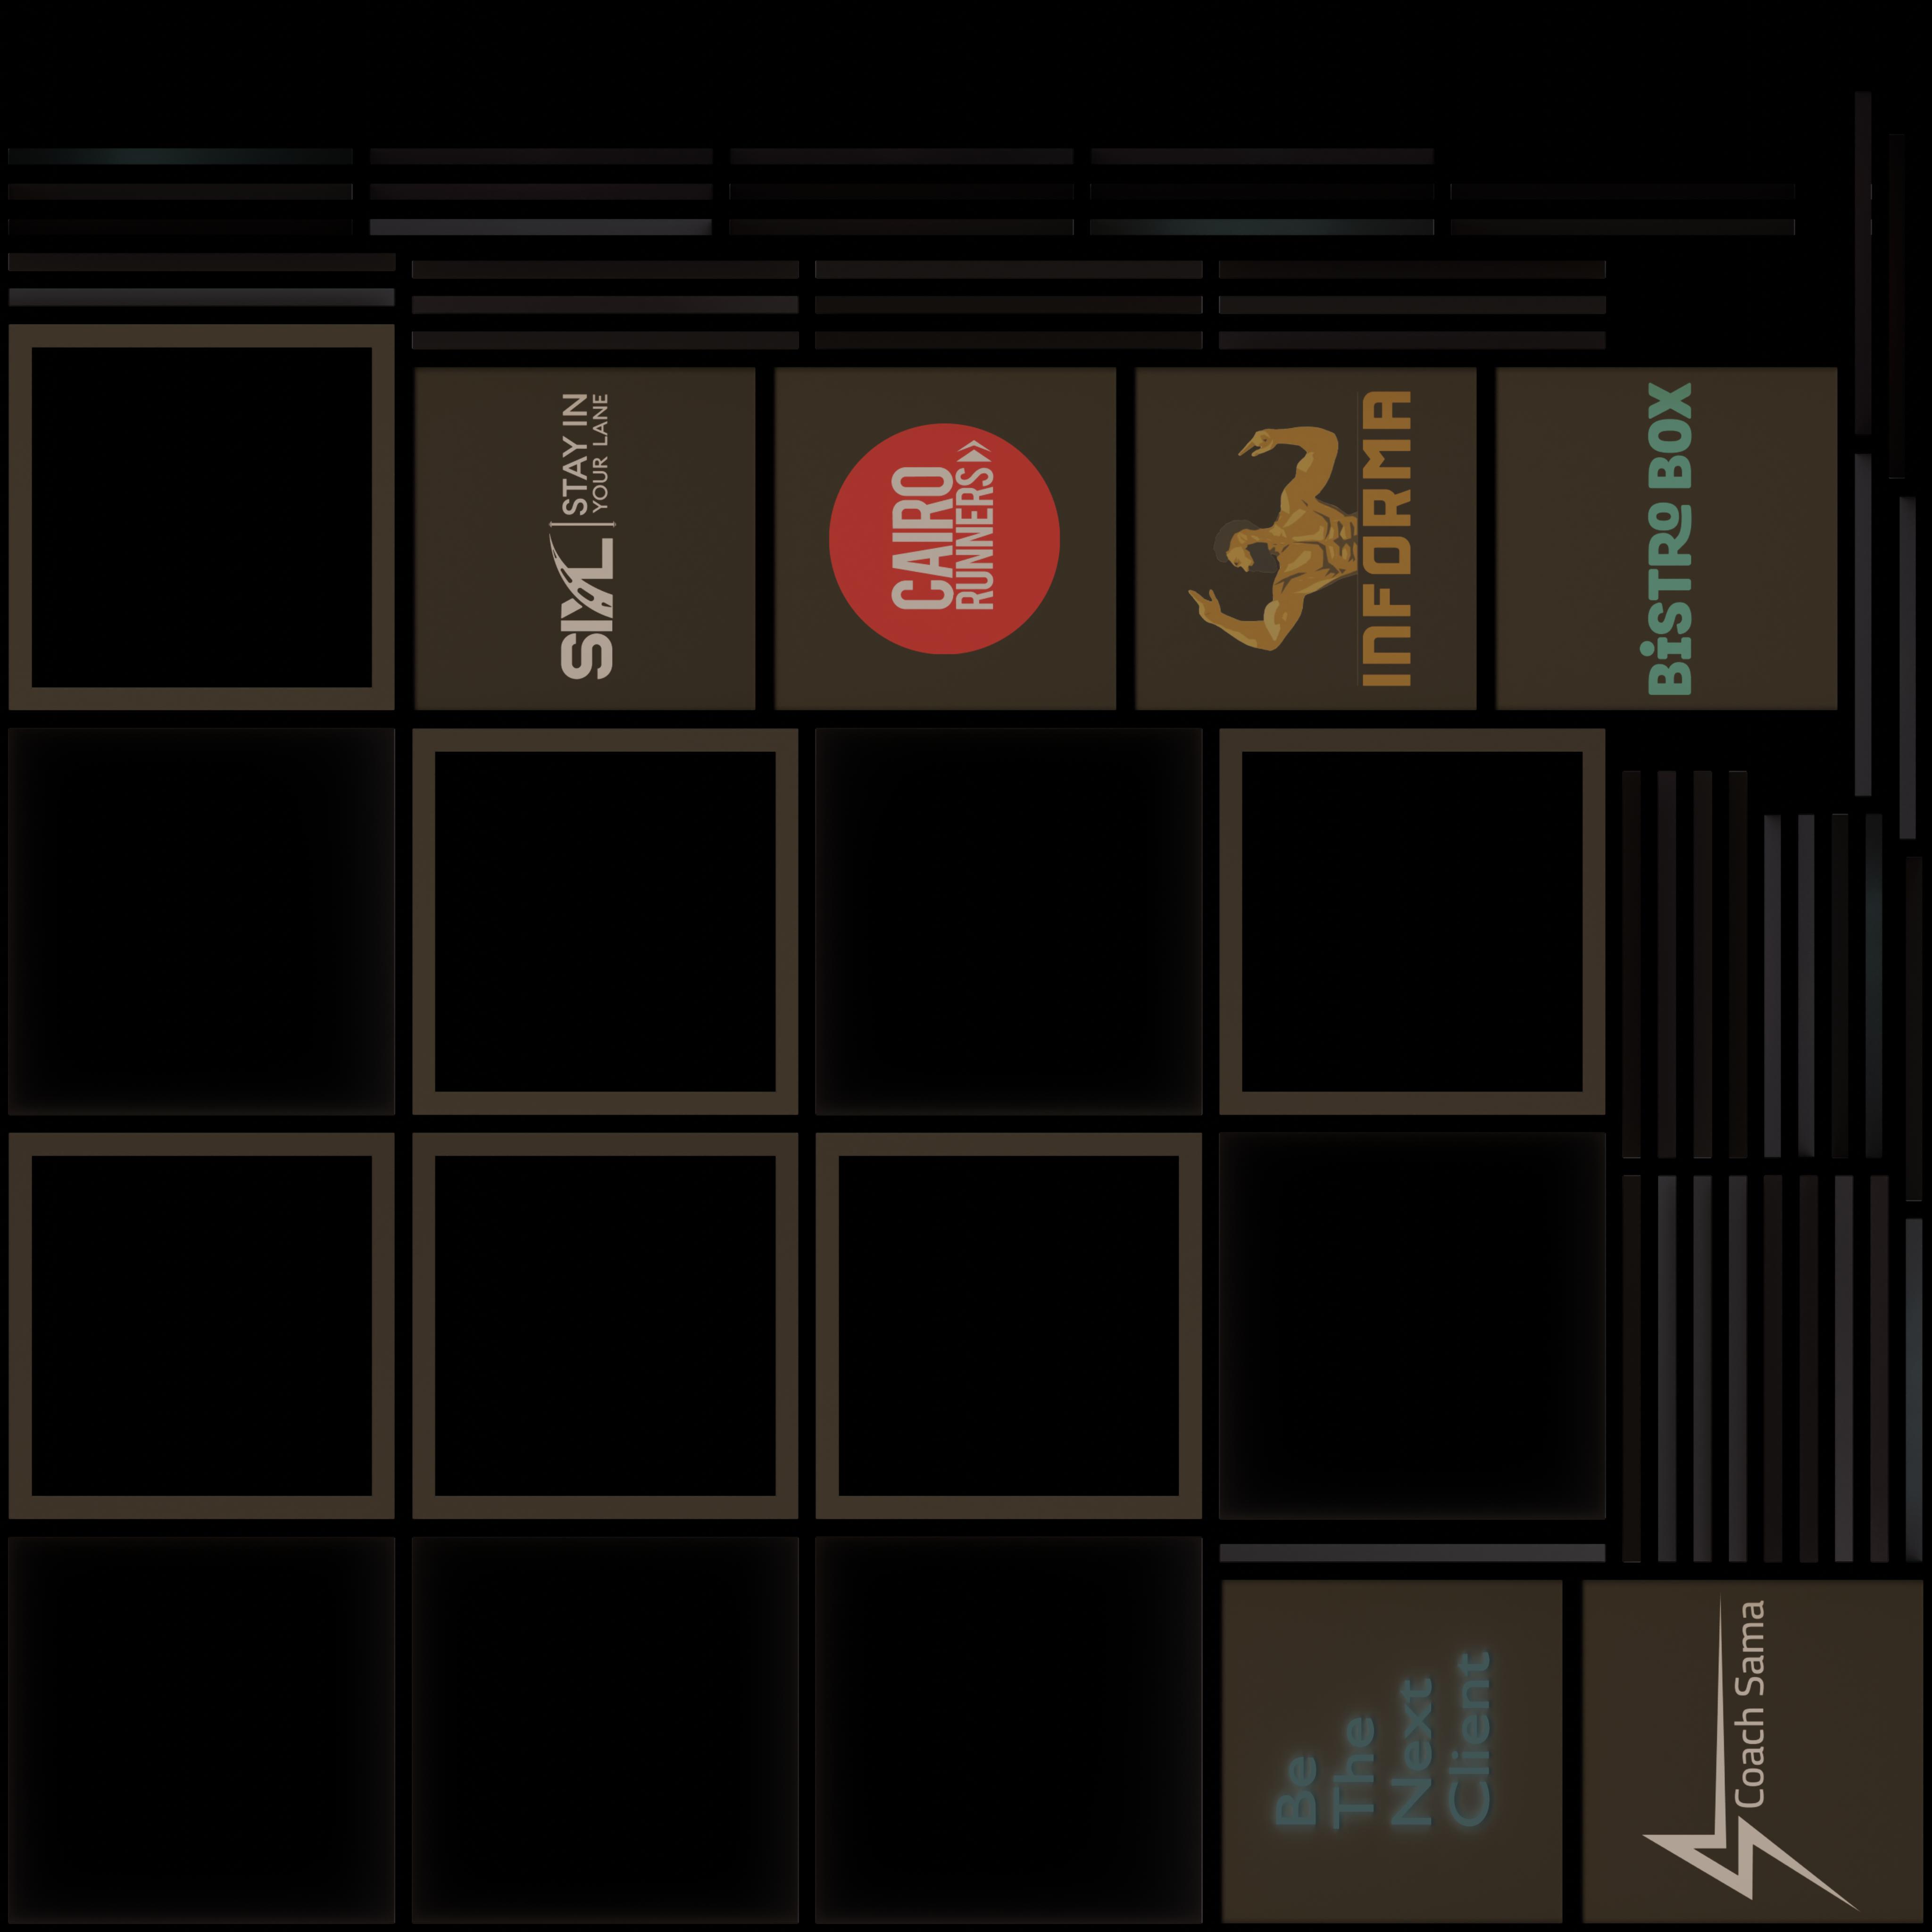 SIYL
STAY IN
YOUR LANE
CAIRO
RUNNERS
INFORMA
BiSTRO BOX
Be
The
Next
Client
Coach Sama